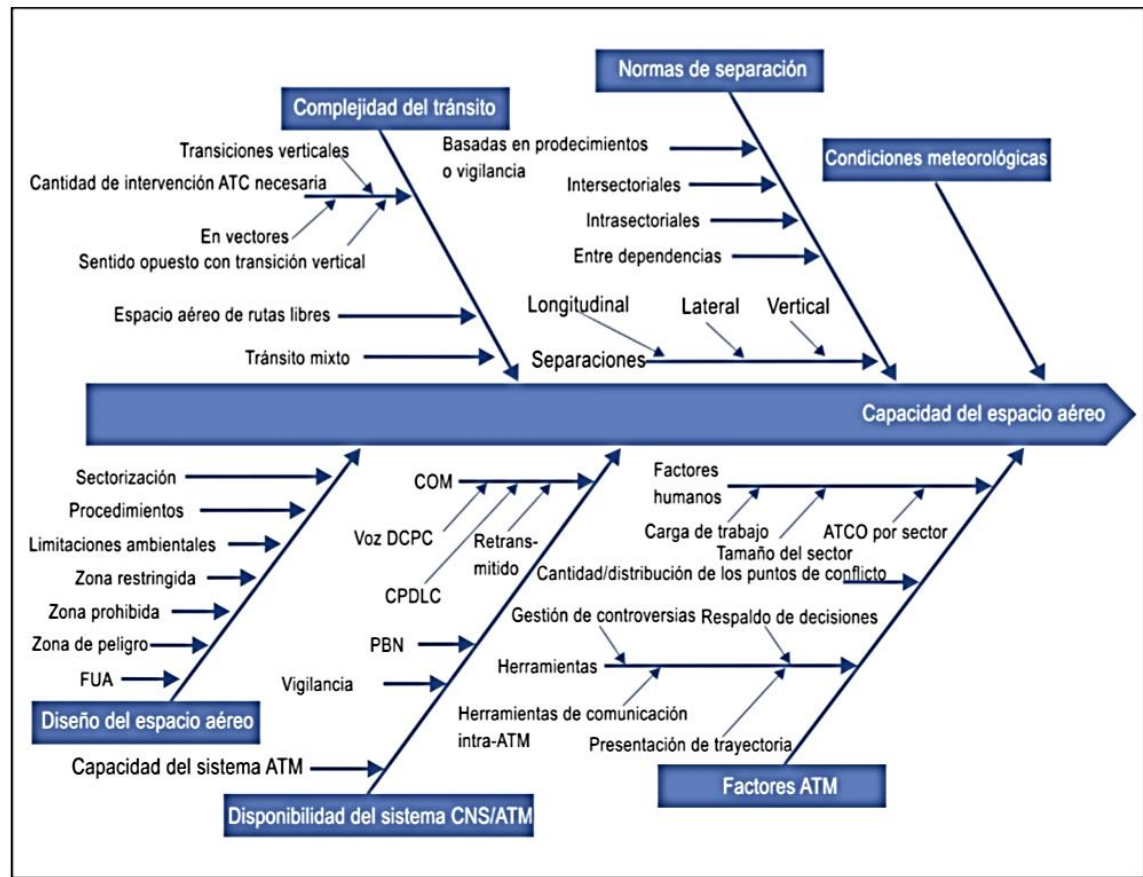 Normas de separación
Complejidad del tránsito
Condiciones meteorológicas
Transiciones verticales
Cantidad de intervención ATC necesaria
En vectores
Sentido opuesto con transición vertical
Espacio aéreo de rutas libres
Tránsito mixto
Basadas en prodecimientos
o vigilancia
Intersectoriales
Intrasectoriales
Entre dependencias
Longitudinal
Lateral
Vertical
Separaciones
Capacidad del espacio aéreo
Sectorización
Procedimientos
Limitaciones ambientales
Zona restringida
Zona prohibida
Zona de peligro
FUA
Diseño del espacio aéreo
COM
Voz DCPC
CPDLC
Retrans-
mitido
PBN
Vigilancia
Capacidad del sistema ATM
Disponibilidad del sistema CNS/ATM
Factores
humanos
Carga de trabajo
Tamaño del sector
ATCO por sector
Cantidad/distribución de los puntos de conflicto
Gestión de controversias
Respaldo de decisiones
Herramientas
Herramientas de comunicación
intra-ATM
Presentación de trayectoria
Factores ATM